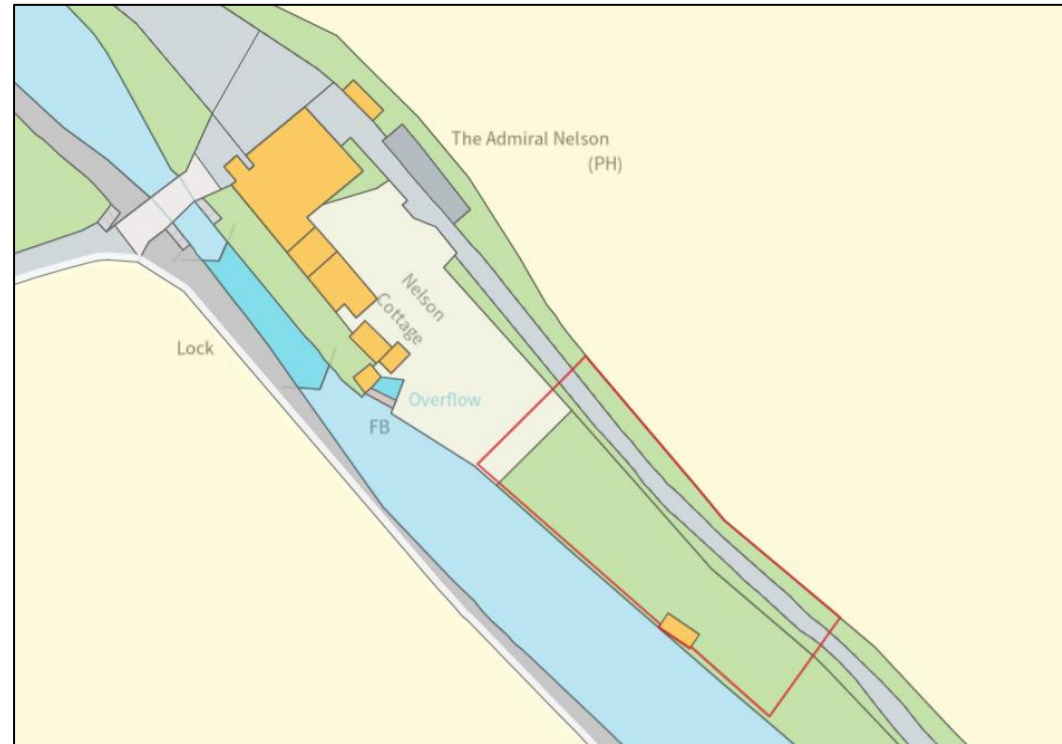 The Admiral Nelson
(PH)
Nelson
Cottage
Lock
Overflow
FB